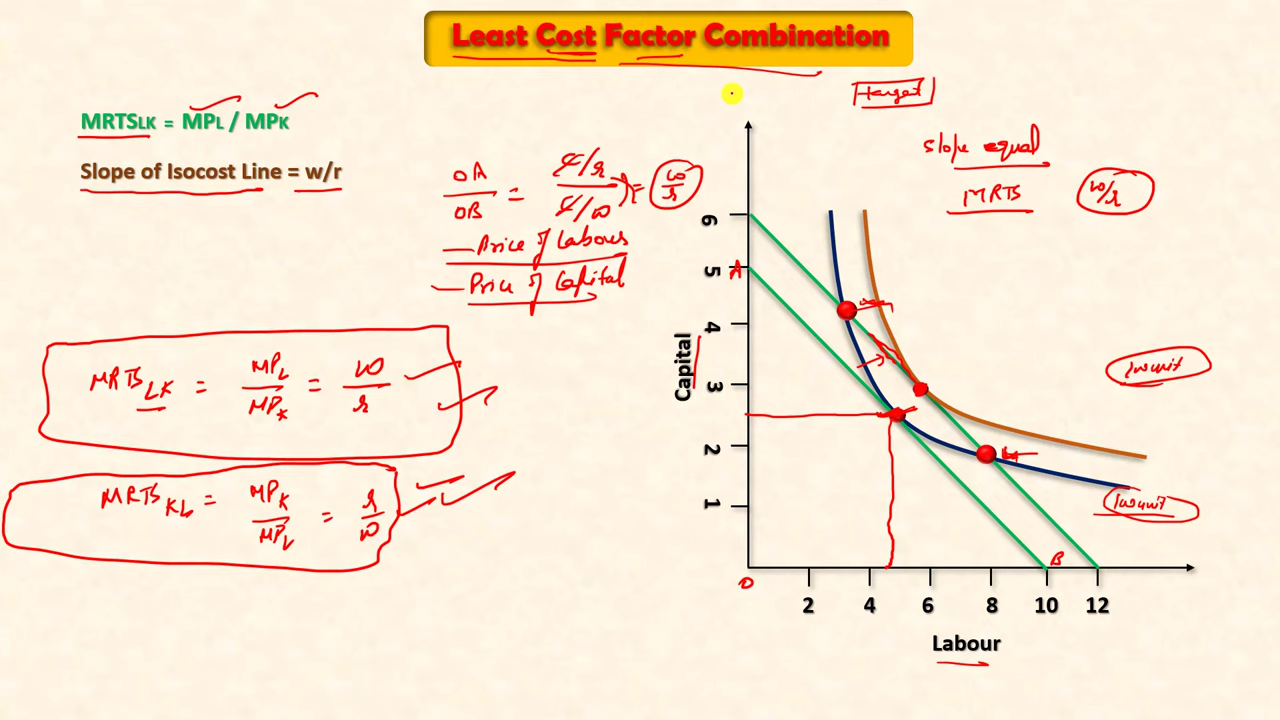 Least Cost Factor Combination
MRTSLK = MPL / MPK
Slope of Isocost Line = w/r
OA
OB
=
= w
r
Price of Labour
Price of Capital
MRTS LK = MPL = w
MPK r
MRTS KL = MPK = r
MPL w
slope equal
MRTS w/r
6
5 A
4
3
2
1
Capital
O
B
2 4 6 8 10 12
Labour